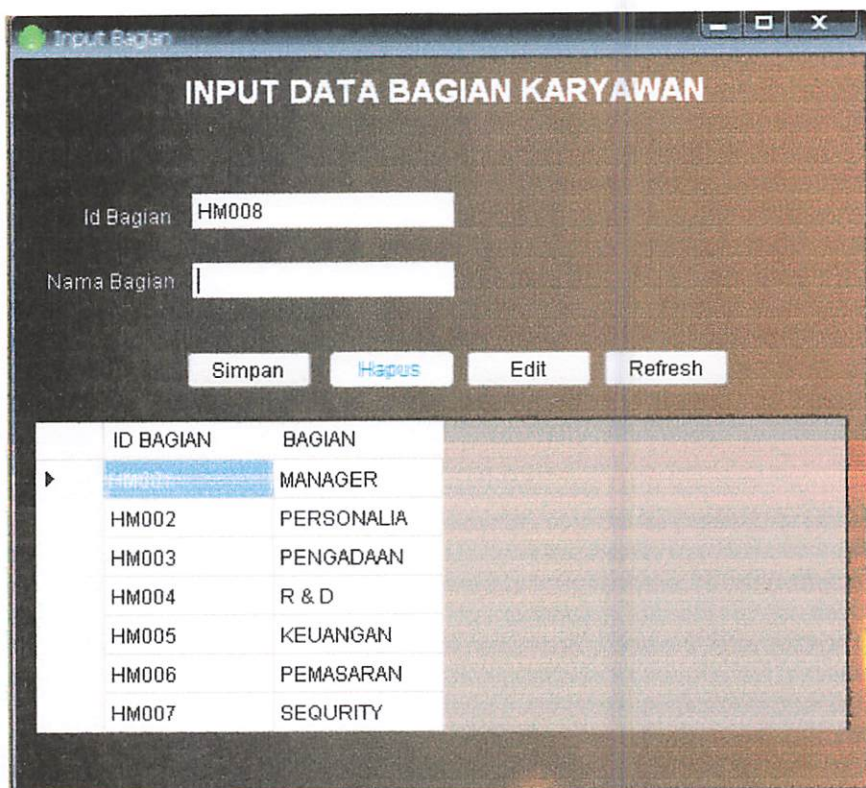 Input Bagian
INPUT DATA BAGIAN KARYAWAN
Id Bagian HM008
Nama Bagian
Simpan Hapus Edit Refresh
ID BAGIAN BAGIAN
HM001 MANAGER
HM002 PERSONALIA
HM003 PENGADAAN
HM004 R & D
HM005 KEUANGAN
HM006 PEMASARAN
HM007 SEQURITY